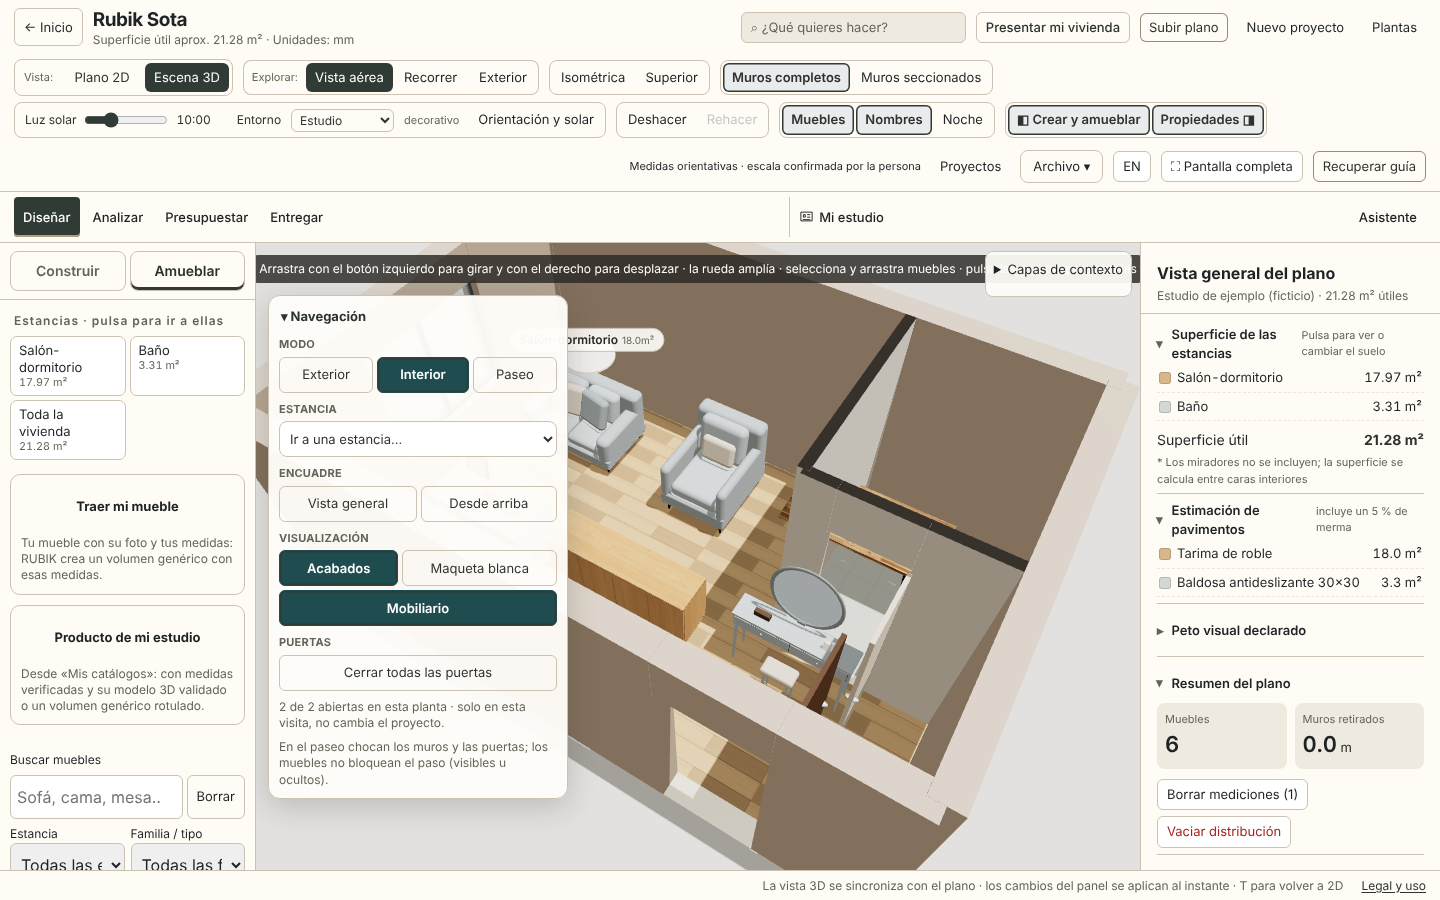 ← Inicio
Rubik Sota
Superficie útil aprox. 21.28 m² · Unidades: mm
¿Qué quieres hacer?
Presentar mi vivienda
Subir plano
Nuevo proyecto
Plantas
Vista:
Plano 2D
Escena 3D
Explorar:
Vista aérea
Recorrer
Exterior
Isométrica
Superior
Muros completos
Muros seccionados
Luz solar
10:00
Entorno
Estudio
decorativo
Orientación y solar
Deshacer
Rehacer
Muebles
Nombres
Noche
Crear y amueblar
Propiedades
Medidas orientativas · escala confirmada por la persona
Proyectos
Archivo ▾
EN
Pantalla completa
Recuperar guía
Diseñar
Analizar
Presupuestar
Entregar
Mi estudio
Asistente
Construir
Amueblar
Estancias · pulsa para ir a ellas
Salón-
dormitorio
17.97 m²
Baño
3.31 m²
Toda la
vivienda
21.28 m²
Traer mi mueble
Tu mueble con su foto y tus medidas:
RUBIK crea un volumen genérico con
esas medidas.
Producto de mi estudio
Desde «Mis catálogos»: con medidas
verificadas y su modelo 3D validado
o un volumen genérico rotulado.
Buscar muebles
Sofá, cama, mesa..
Borrar
Estancia
Familia / tipo
Todas las
Todas las
Arrastra con el botón izquierdo para girar y con el derecho para desplazar · la rueda amplía · selecciona y arrastra muebles ·
▶ Capas de contexto
Salón-dormitorio 18.0m²
▾ Navegación
MODO
Exterior
Interior
Paseo
ESTANCIA
Ir a una estancia...
ENCUADRE
Vista general
Desde arriba
VISUALIZACIÓN
Acabados
Maqueta blanca
Mobiliario
PUERTAS
Cerrar todas las puertas
2 de 2 abiertas en esta planta · solo en esta
visita, no cambia el proyecto.
En el paseo chocan los muros y las puertas; los
muebles no bloquean el paso (visibles u
ocultos).
Vista general del plano
Estudio de ejemplo (ficticio) · 21.28 m² útiles
▼ Superficie de las
estancias
Pulsa para ver o
cambiar el suelo
Salón-dormitorio 17.97 m²
Baño 3.31 m²
Superficie útil 21.28 m²
* Los miradores no se incluyen; la superficie se
calcula entre caras interiores
▼ Estimación de
pavimentos
incluye un 5 % de
merma
Tarima de roble 18.0 m²
Baldosa antideslizante 30×30 3.3 m²
▶ Peto visual declarado
▼ Resumen del plano
Muebles
6
Muros retirados
0.0 m
Borrar mediciones (1)
Vaciar distribución
La vista 3D se sincroniza con el plano · los cambios del panel se aplican al instante · T para volver a 2D
Legal y uso